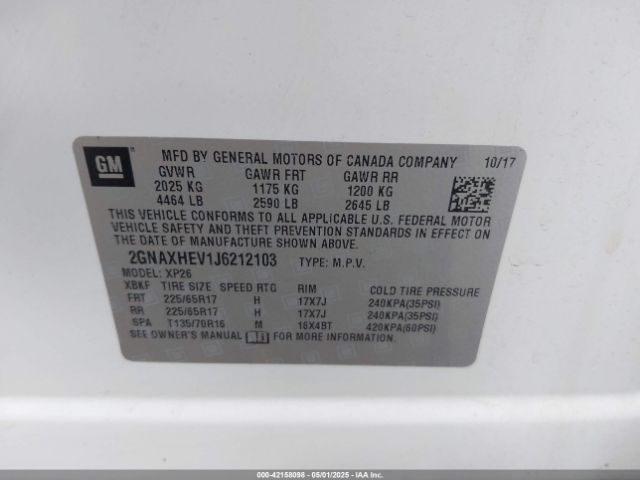 GM
MFD BY GENERAL MOTORS OF CANADA COMPANY 10/17
GVWR GAWR FRT GAWR RR
2025 KG 1175 KG 1200 KG
4464 LB 2590 LB 2645 LB
THIS VEHICLE CONFORMS TO ALL APPLICABLE U.S. FEDERAL MOTOR
VEHICLE SAFETY AND THEFT PREVENTION STANDARDS IN EFFECT ON
THE DATE OF MANUFACTURE SHOWN ABOVE.
2GNAXHEV1J6212103 TYPE: M.P.V.
MODEL: XP26
XBKF TIRE SIZE SPEED RTG RIM COLD TIRE PRESSURE
FRT 225/65R17 H 17X7J 240KPA(35PSI)
RR 225/65R17 H 17X7J 240KPA(35PSI)
SPA T135/70R16 M 16X4BT 420KPA(60PSI)
SEE OWNER'S MANUAL FOR MORE INFORMATION.
000-42158098 - 05/01/2025 - IAA Inc.